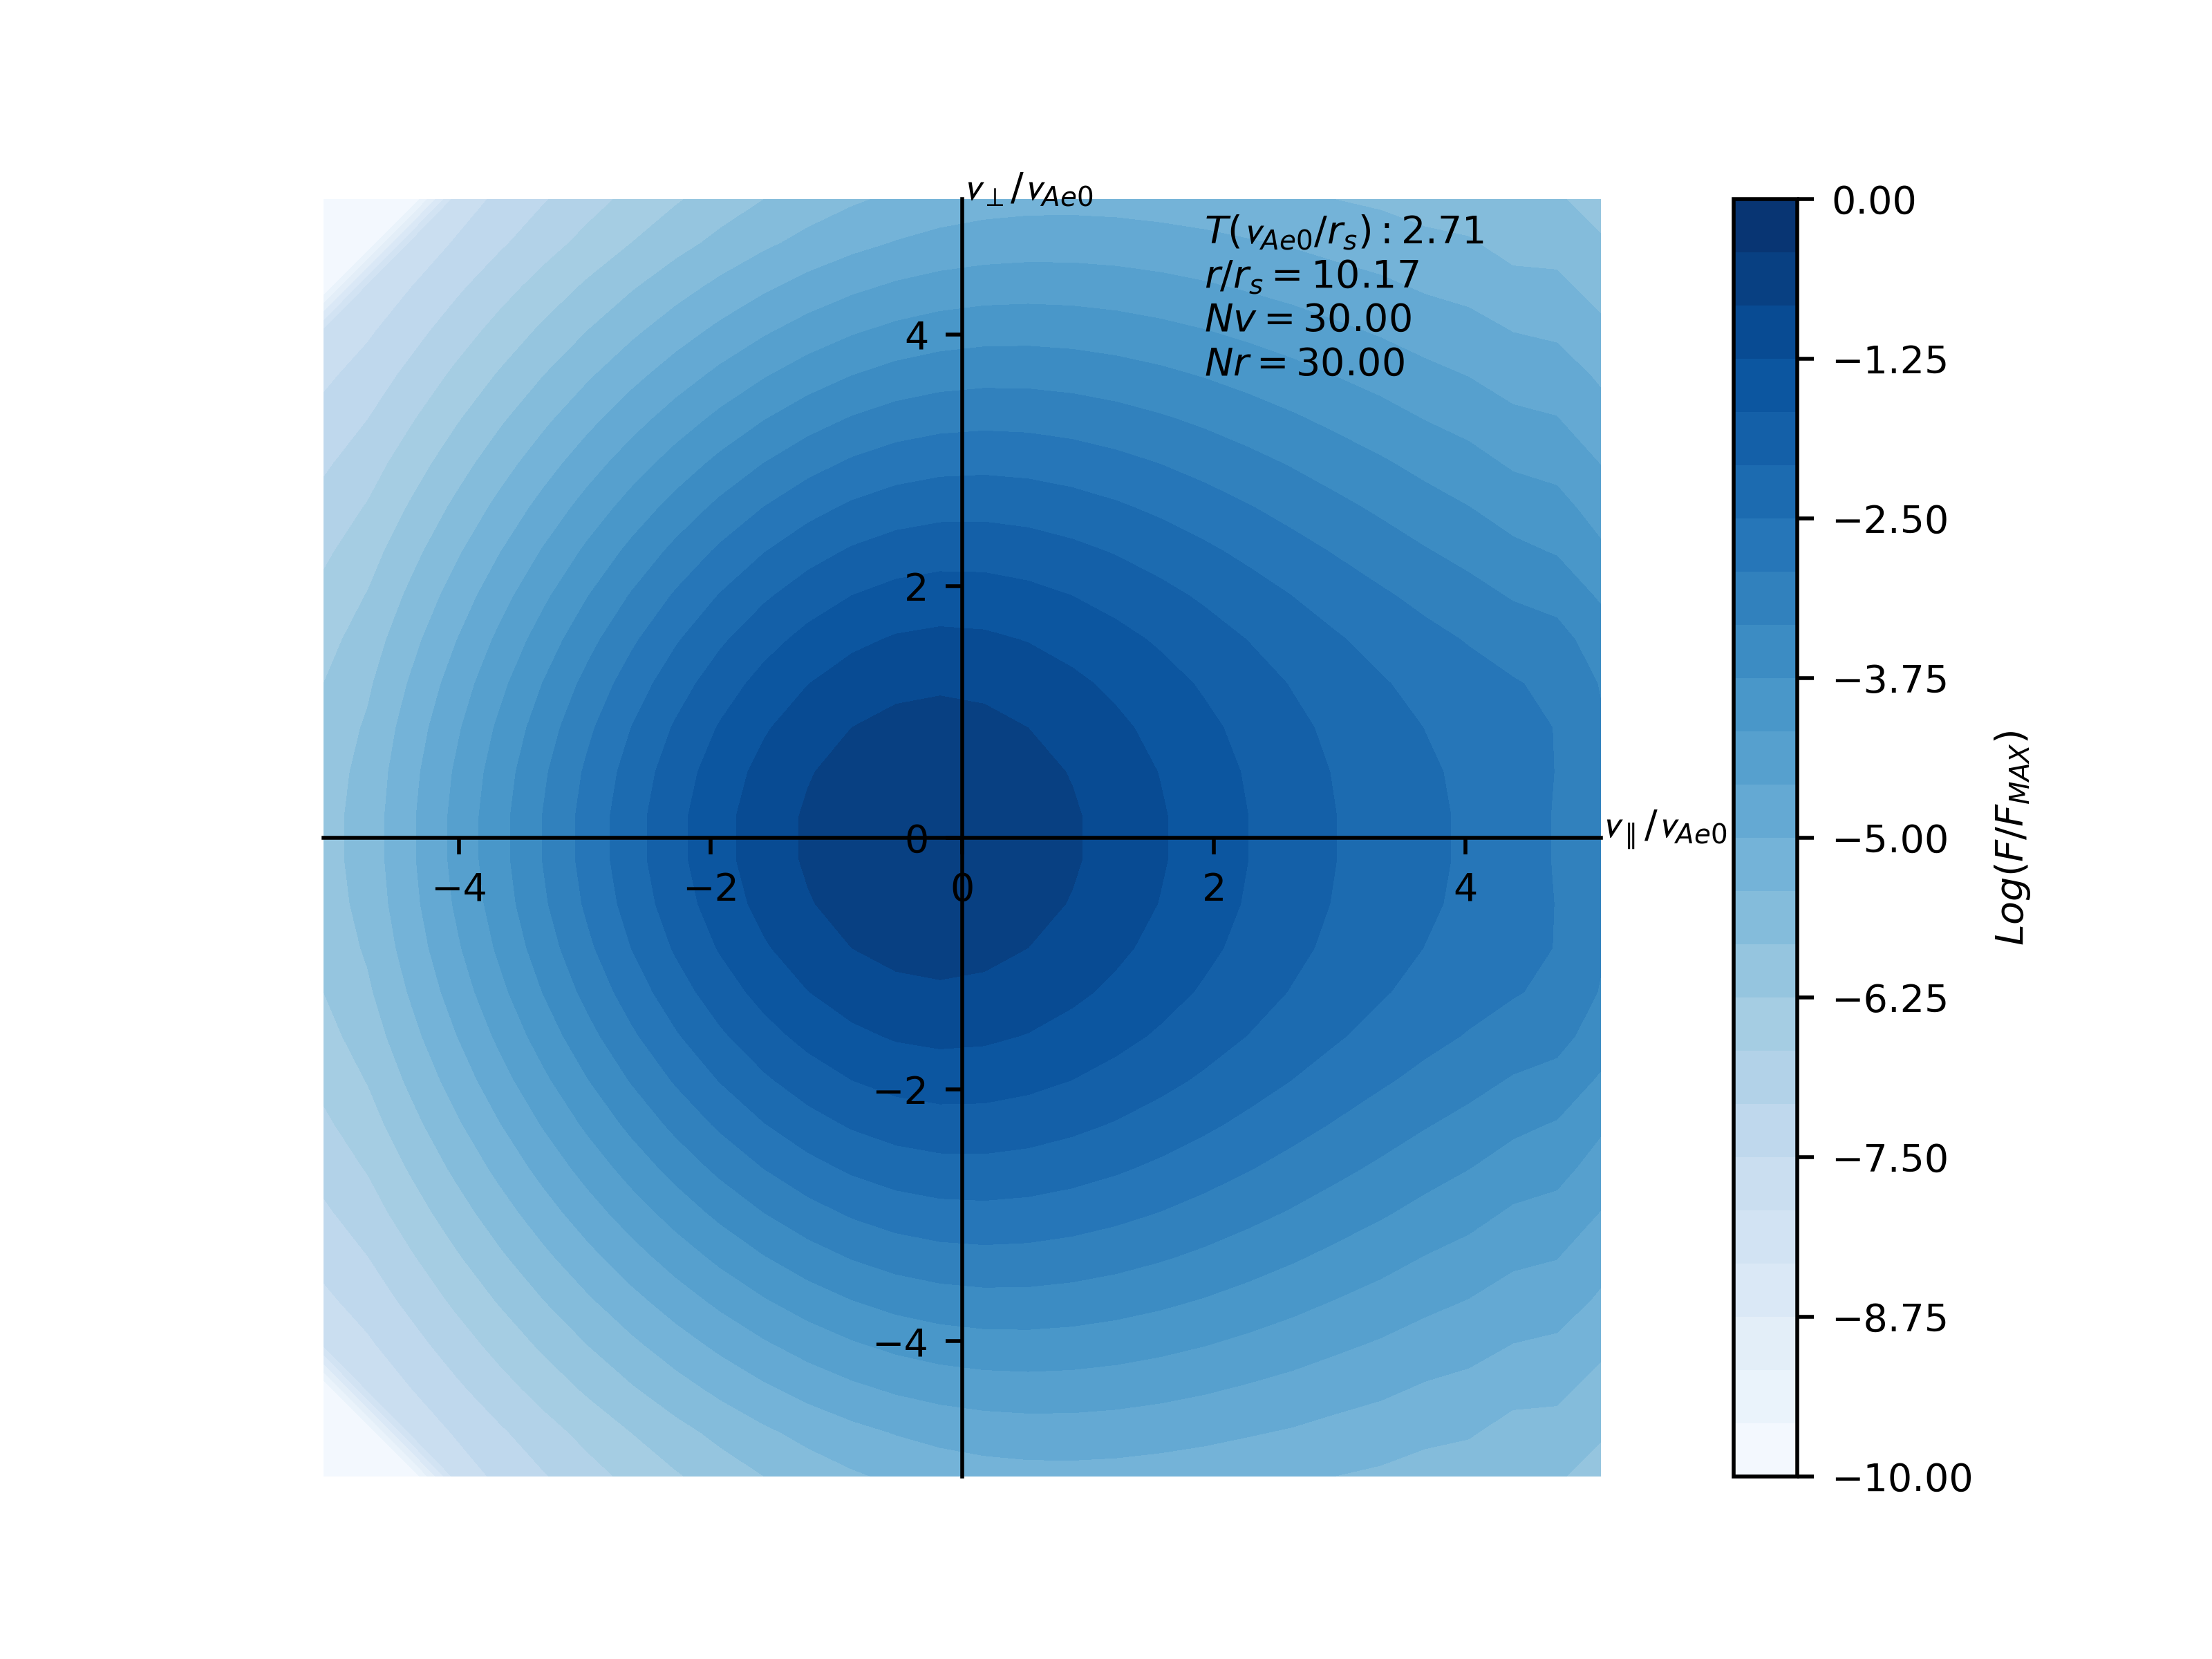 v⊥/vAe0
T(vAe0/rs) : 2.71
r/rs = 10.17
Nv = 30.00
Nr = 30.00
4
2
0
−2
−4
−4 −2 0 2 4
v∥/vAe0
0.00
−1.25
−2.50
−3.75
−5.00
−6.25
−7.50
−8.75
−10.00
Log(F/FMAX)